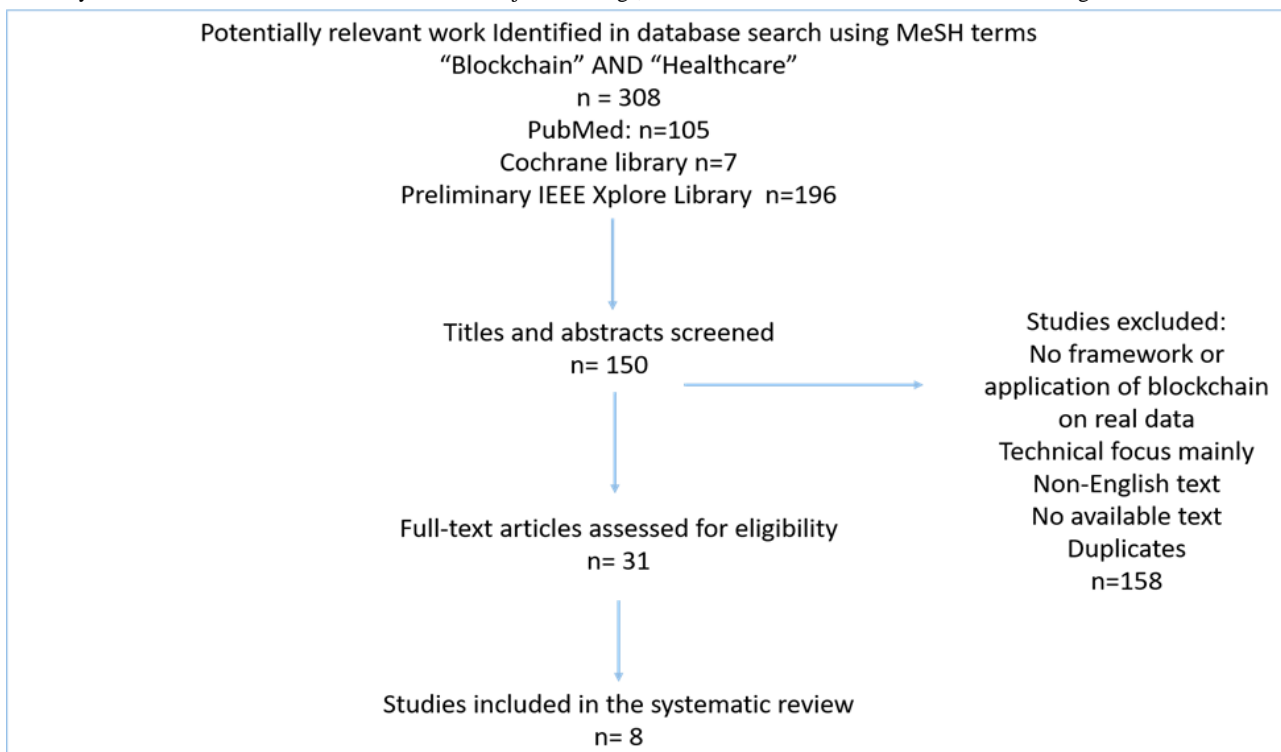 Potentially relevant work Identified in database search using MeSH terms
“Blockchain” AND “Healthcare”
n = 308
PubMed: n=105
Cochrane library n=7
Preliminary IEEE Xplore Library n=196
Titles and abstracts screened
n= 150
Studies excluded:
No framework or
application of blockchain
on real data
Technical focus mainly
Non-English text
No available text
Duplicates
n=158
Full-text articles assessed for eligibility
n= 31
Studies included in the systematic review
n= 8